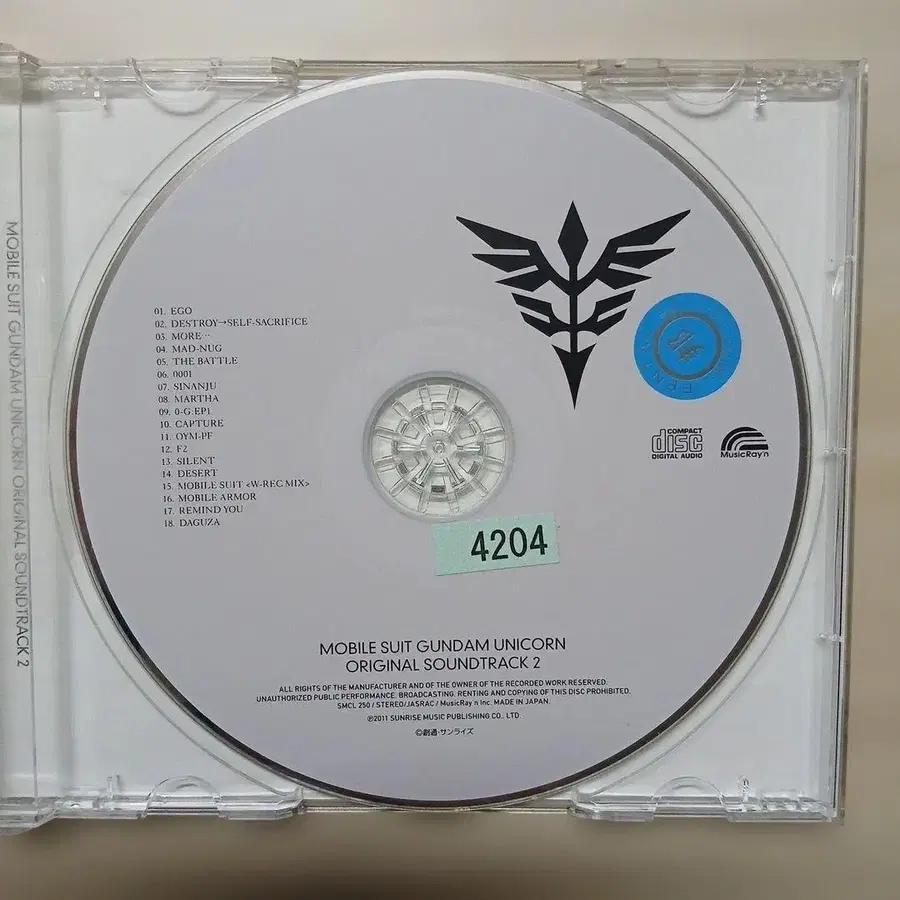 MOBILE SUIT GUNDAM UNICORN ORIGINAL SOUNDTRACK 2
01. EGO
02. DESTROY→SELF-SACRIFICE
03. MORE…
04. MAD-NUG
05. THE BATTLE
06. 0001
07. SINANJU
08. MARTHA
09. 0-G:EP1
10. CAPTURE
11. OYM-PF
12. F2
13. SILENT
14. DESERT
15. MOBILE SUIT <W-REC MIX>
16. MOBILE ARMOR
17. REMIND YOU
18. DAGUZA
COMPACT
disc
DIGITAL AUDIO
MusicRay'n
4204
MOBILE SUIT GUNDAM UNICORN
ORIGINAL SOUNDTRACK 2
ALL RIGHTS OF THE MANUFACTURER AND OF THE OWNER OF THE RECORDED WORK RESERVED.
UNAUTHORIZED PUBLIC PERFORMANCE. BROADCASTING. RENTING AND COPYING OF THIS DISC PROHIBITED.
SMCL 250 / STEREO/JASRAC / MusicRay'n Inc. MADE IN JAPAN.
℗2011 SUNRISE MUSIC PUBLISHING CO., LTD.
©創通・サンライズ